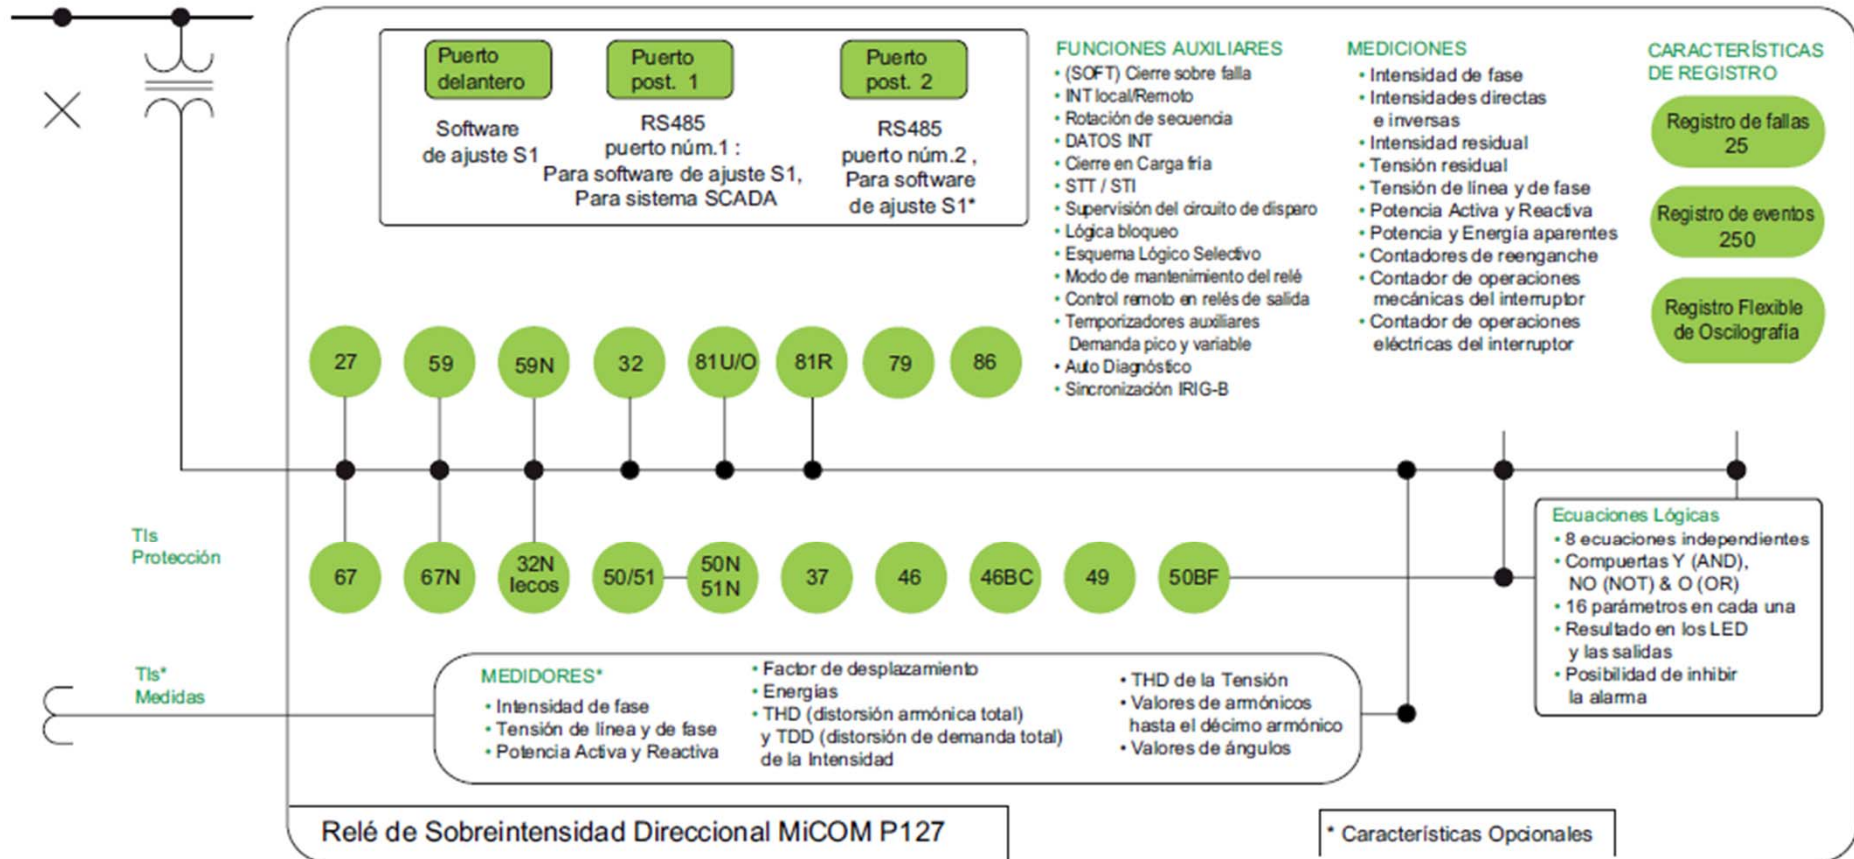 Puerto
delantero
Software
de ajuste S1
Puerto
post. 1
RS485
puerto núm.1 :
Para software de ajuste S1,
Para sistema SCADA
Puerto
post. 2
RS485
puerto núm.2 ,
Para software
de ajuste S1*
FUNCIONES AUXILIARES
• (SOFT) Cierre sobre falla
• INT local/Remoto
• Rotación de secuencia
• DATOS INT
• Cierre en Carga fría
• STT / STI
• Supervisión del circuito de disparo
• Lógica bloqueo
• Esquema Lógico Selectivo
• Modo de mantenimiento del relé
• Control remoto en relés de salida
• Temporizadores auxiliares
Demanda pico y variable
• Auto Diagnóstico
• Sincronización IRIG-B
MEDICIONES
• Intensidad de fase
• Intensidades directas
e inversas
• Intensidad residual
• Tensión residual
• Tensión de línea y de fase
• Potencia Activa y Reactiva
• Potencia y Energía aparentes
• Contadores de reenganche
• Contador de operaciones
mecánicas del interruptor
• Contador de operaciones
eléctricas del interruptor
CARACTERÍSTICAS
DE REGISTRO
Registro de fallas
25
Registro de eventos
250
Registro Flexible
de Oscilografía
27
59
59N
32
81U/O
81R
79
86
TIs
Protección
67
67N
32N
Iecos
50/51
50N
51N
37
46
46BC
49
50BF
Ecuaciones Lógicas
• 8 ecuaciones independientes
• Compuertas Y (AND),
NO (NOT) & O (OR)
• 16 parámetros en cada una
• Resultado en los LED
y las salidas
• Posibilidad de inhibir
la alarma
TIs*
Medidas
MEDIDORES*
• Intensidad de fase
• Tensión de línea y de fase
• Potencia Activa y Reactiva
• Factor de desplazamiento
• Energías
• THD (distorsión armónica total)
y TDD (distorsión de demanda total)
de la Intensidad
• THD de la Tensión
• Valores de armónicos
hasta el décimo armónico
• Valores de ángulos
Relé de Sobreintensidad Direccional MiCOM P127
* Características Opcionales